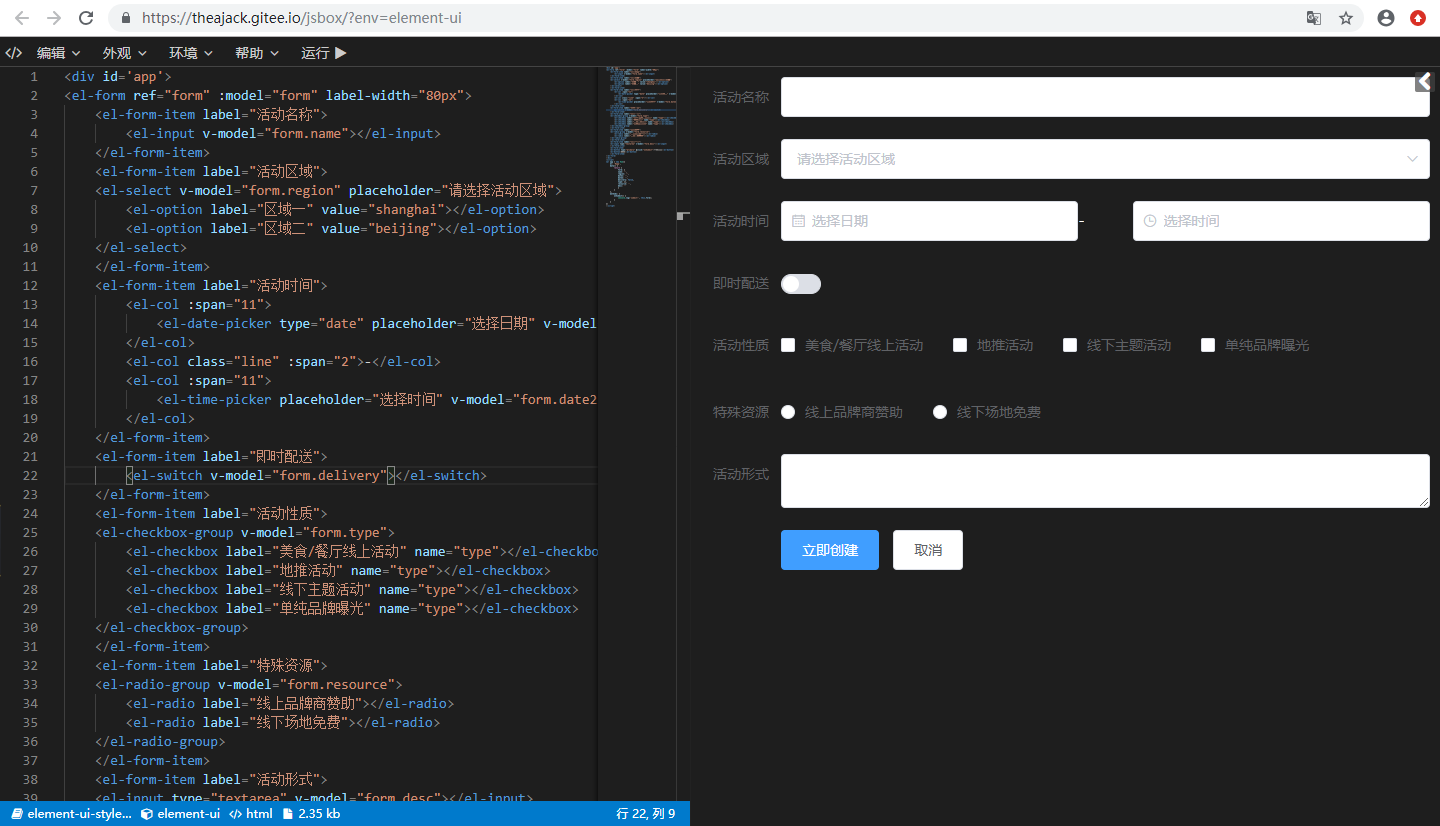 https://theajack.gitee.io/jsbox/?env=element-ui
</> 编辑 外观 环境 帮助 运行
1 <div id='app'>
2 <el-form ref="form" :model="form" label-width="80px">
3 <el-form-item label="活动名称">
4 <el-input v-model="form.name"></el-input>
5 </el-form-item>
6 <el-form-item label="活动区域">
7 <el-select v-model="form.region" placeholder="请选择活动区域">
8 <el-option label="区域一" value="shanghai"></el-option>
9 <el-option label="区域二" value="beijing"></el-option>
10 </el-select>
11 </el-form-item>
12 <el-form-item label="活动时间">
13 <el-col :span="11">
14 <el-date-picker type="date" placeholder="选择日期" v-model
15 </el-col>
16 <el-col class="line" :span="2">-</el-col>
17 <el-col :span="11">
18 <el-time-picker placeholder="选择时间" v-model="form.date2
19 </el-col>
20 </el-form-item>
21 <el-form-item label="即时配送">
22 <el-switch v-model="form.delivery"></el-switch>
23 </el-form-item>
24 <el-form-item label="活动性质">
25 <el-checkbox-group v-model="form.type">
26 <el-checkbox label="美食/餐厅线上活动" name="type"></el-checkbo
27 <el-checkbox label="地推活动" name="type"></el-checkbox>
28 <el-checkbox label="线下主题活动" name="type"></el-checkbox>
29 <el-checkbox label="单纯品牌曝光" name="type"></el-checkbox>
30 </el-checkbox-group>
31 </el-form-item>
32 <el-form-item label="特殊资源">
33 <el-radio-group v-model="form.resource">
34 <el-radio label="线上品牌商赞助"></el-radio>
35 <el-radio label="线下场地免费"></el-radio>
36 </el-radio-group>
37 </el-form-item>
38 <el-form-item label="活动形式">
39 <el-input type="textarea" v-model="form.desc"></el-input>
element-ui-style... element-ui </> html 2.35 kb 行 22, 列 9
活动名称
活动区域 请选择活动区域
活动时间 选择日期 - 选择时间
即时配送
活动性质 美食/餐厅线上活动 地推活动 线下主题活动 单纯品牌曝光
特殊资源 线上品牌商赞助 线下场地免费
活动形式
立即创建 取消